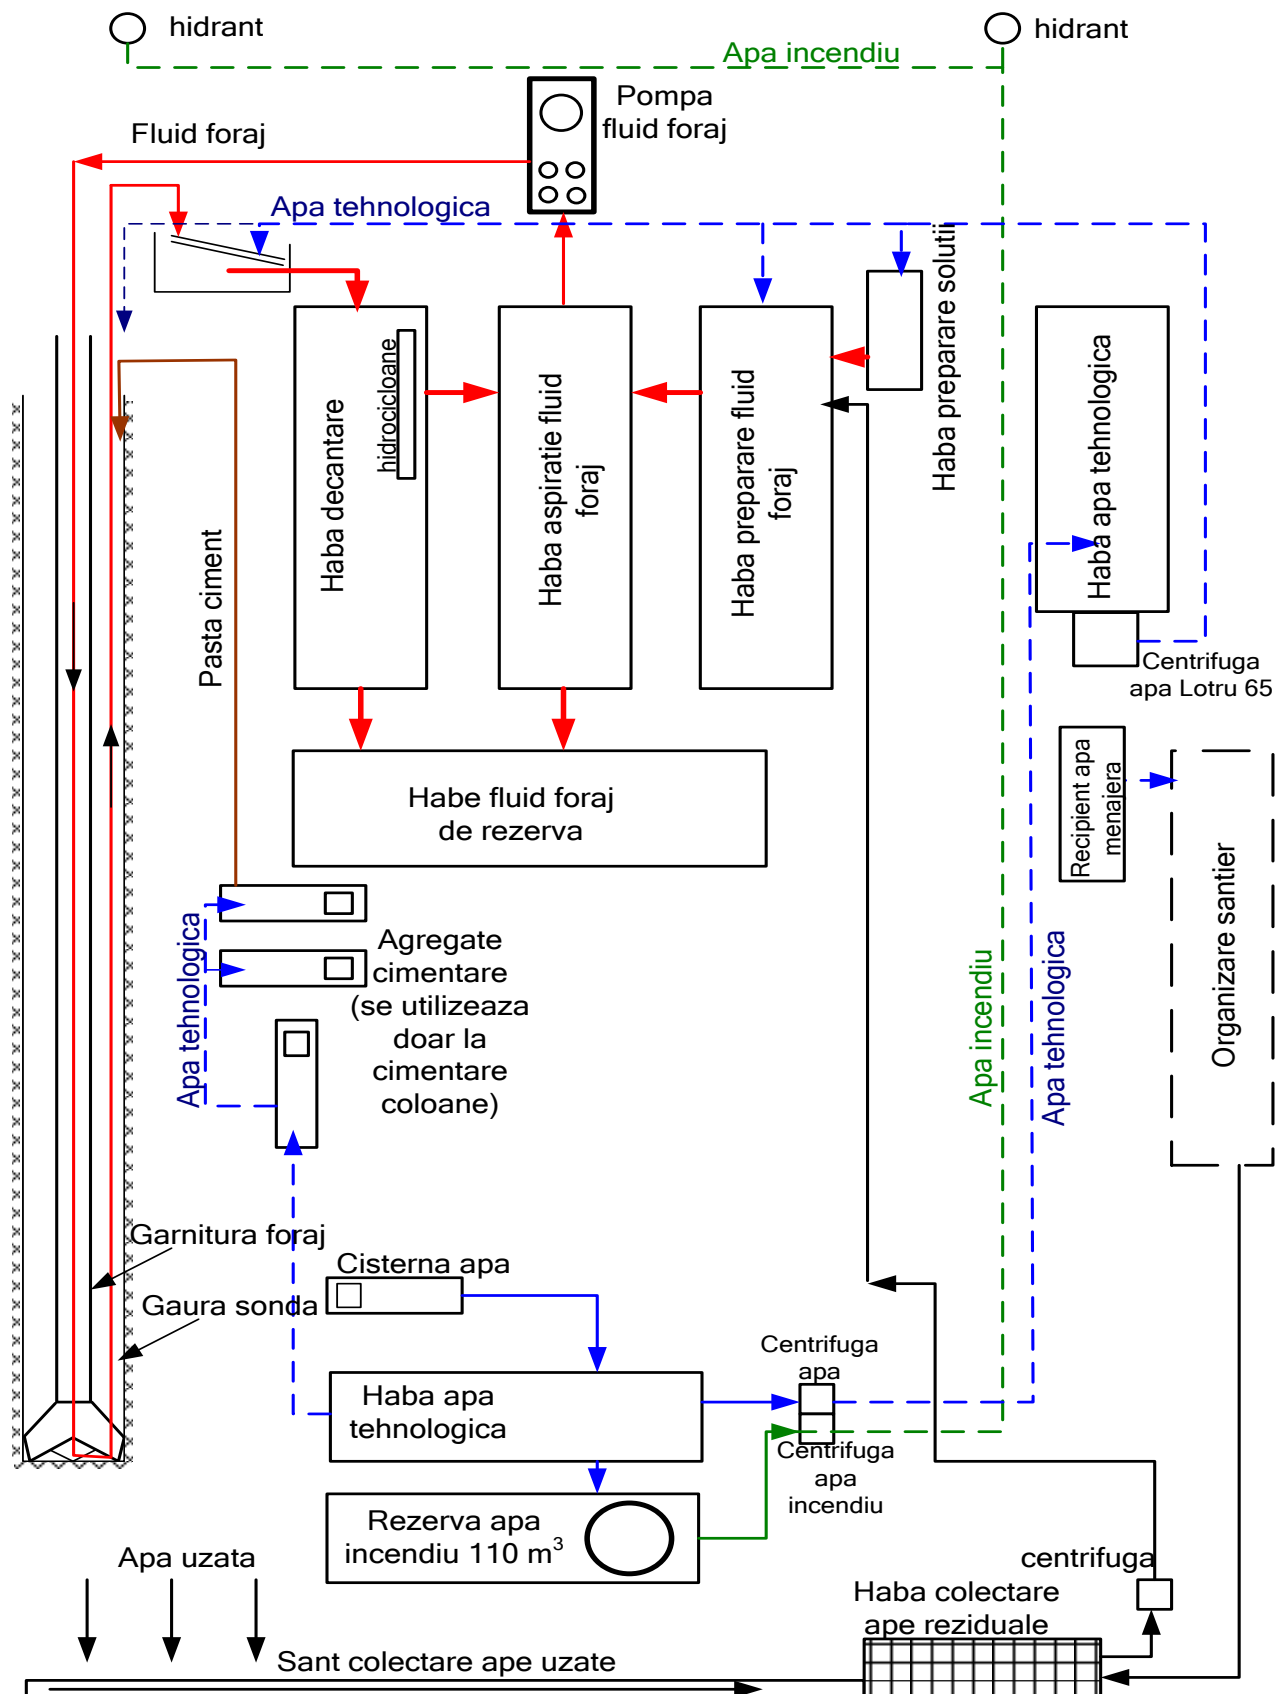 hidrant
hidrant
Apa incendiu
Pompa
fluid foraj
Fluid foraj
Apa tehnologica
Haba preparare solutii
Haba decantare
hidrocicloane
Haba aspiratie fluid
foraj
Haba preparare fluid
foraj
Haba apa tehnologica
Pasta ciment
Centrifuga
apa Lotru 65
Recipient apa
menajera
Habe fluid foraj
de rezerva
Organizare santier
Apa tehnologica
Agregate
cimentare
(se utilizeaza
doar la
cimentare
coloane)
Apa incendiu
Apa tehnologica
Garnitura foraj
Cisterna apa
Gaura sonda
Centrifuga
apa
Haba apa
tehnologica
Centrifuga
apa
incendiu
Rezerva apa
incendiu 110 m³
Apa uzata
centrifuga
Haba colectare
ape reziduale
Sant colectare ape uzate